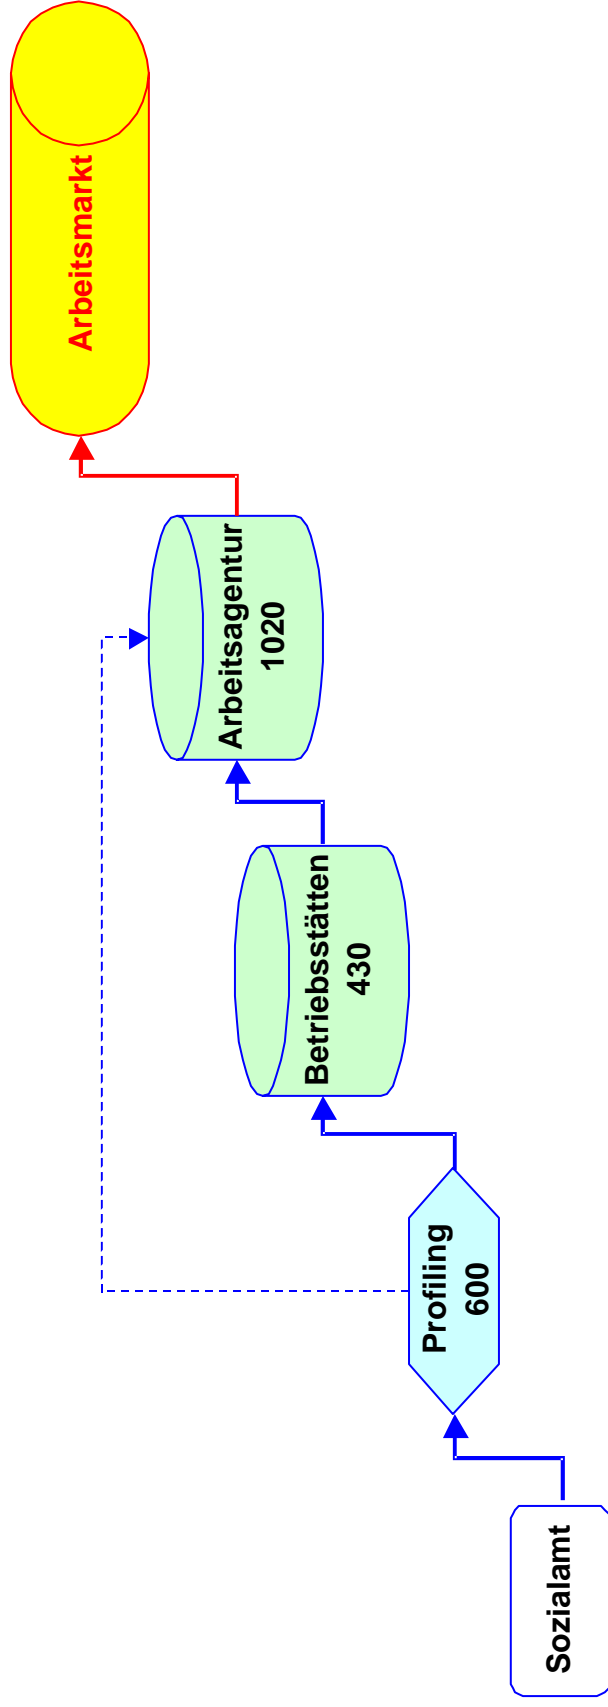 Sozialamt
Profiling
600
Betriebsstätten
430
Arbeitsagentur
1020
Arbeitsmarkt